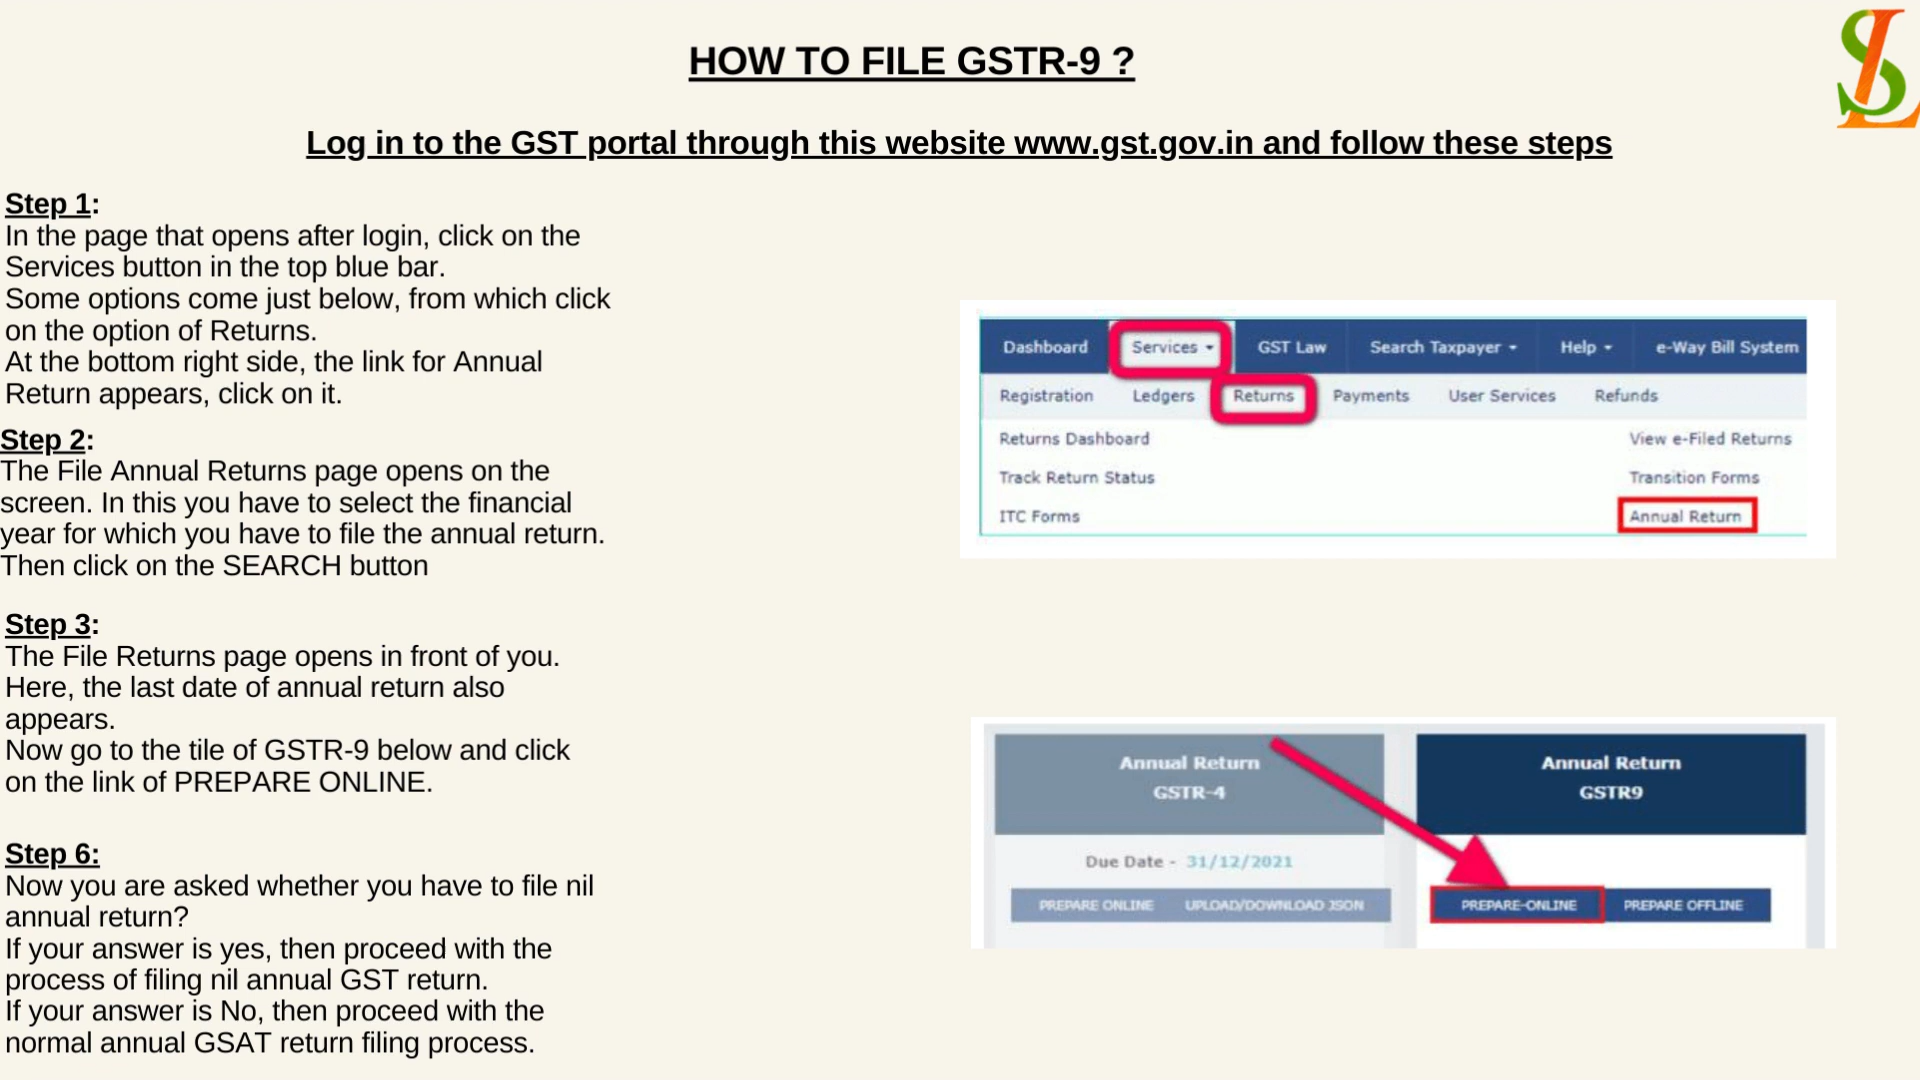 HOW TO FILE GSTR-9 ?
Log in to the GST portal through this website www.gst.gov.in and follow these steps
Step 1:
In the page that opens after login, click on the
Services button in the top blue bar.
Some options come just below, from which click
on the option of Returns.
At the bottom right side, the link for Annual
Return appears, click on it.
Step 2:
The File Annual Returns page opens on the
screen. In this you have to select the financial
year for which you have to file the annual return.
Then click on the SEARCH button
Step 3:
The File Returns page opens in front of you.
Here, the last date of annual return also
appears.
Now go to the tile of GSTR-9 below and click
on the link of PREPARE ONLINE.
Step 6:
Now you are asked whether you have to file nil
annual return?
If your answer is yes, then proceed with the
process of filing nil annual GST return.
If your answer is No, then proceed with the
normal annual GSAT return filing process.
SL
Dashboard Services GST Law Search Taxpayer Help e-Way Bill System
Registration Ledgers Returns Payments User Services Refunds
Returns Dashboard View e-Filed Returns
Track Return Status Transition Forms
ITC Forms Annual Return
Annual Return
GSTR-4
Due Date - 31/12/2021
PREPARE ONLINE UPLOAD/DOWNLOAD JSON
Annual Return
GSTR9
PREPARE-ONLINE PREPARE OFFLINE